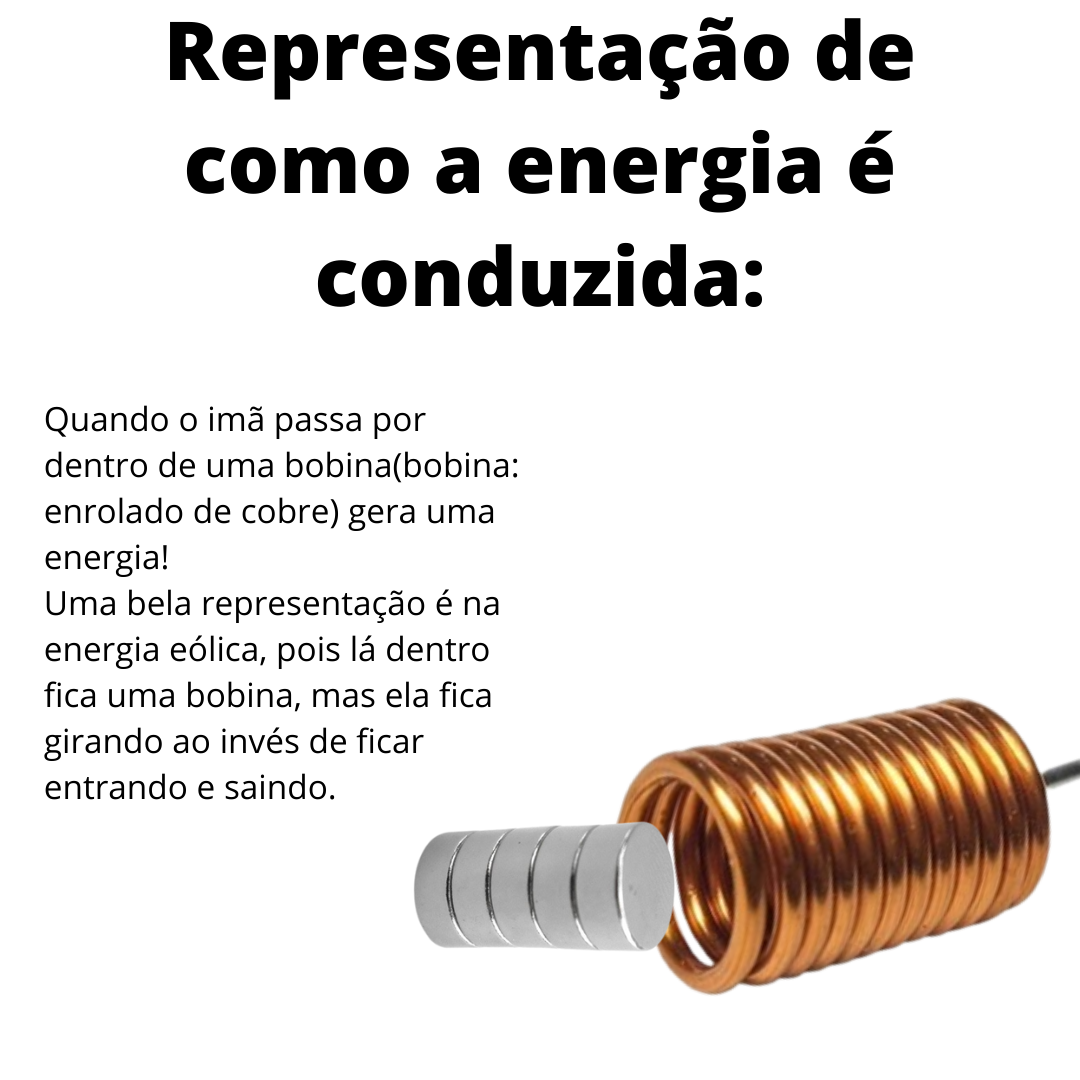 Representação de
como a energia é
conduzida:
Quando o imã passa por
dentro de uma bobina(bobina:
enrolado de cobre) gera uma
energia!
Uma bela representação é na
energia eólica, pois lá dentro
fica uma bobina, mas ela fica
girando ao invés de ficar
entrando e saindo.